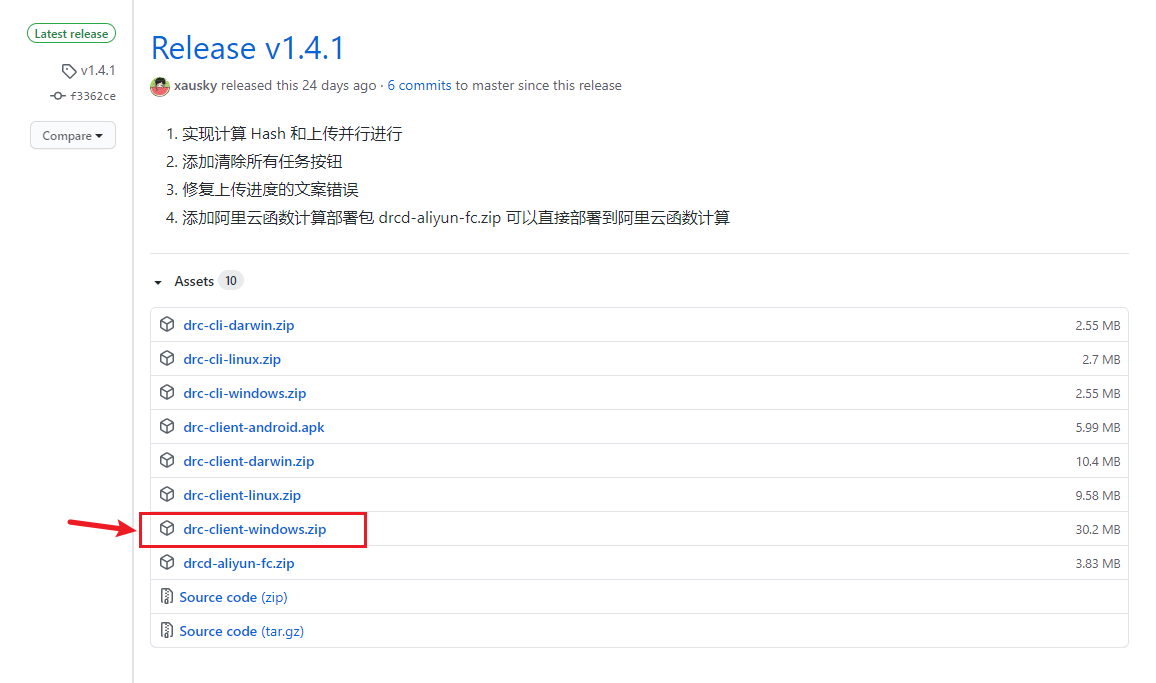 Latest release
v1.4.1
f3362ce
Compare
Release v1.4.1
xausky released this 24 days ago · 6 commits to master since this release
1. 实现计算 Hash 和上传并行进行
2. 添加清除所有任务按钮
3. 修复上传进度的文案错误
4. 添加阿里云函数计算部署包 drcd-aliyun-fc.zip 可以直接部署到阿里云函数计算
Assets 10
drc-cli-darwin.zip 2.55 MB
drc-cli-linux.zip 2.7 MB
drc-cli-windows.zip 2.55 MB
drc-client-android.apk 5.99 MB
drc-client-darwin.zip 10.4 MB
drc-client-linux.zip 9.58 MB
drc-client-windows.zip 30.2 MB
drcd-aliyun-fc.zip 3.83 MB
Source code (zip)
Source code (tar.gz)